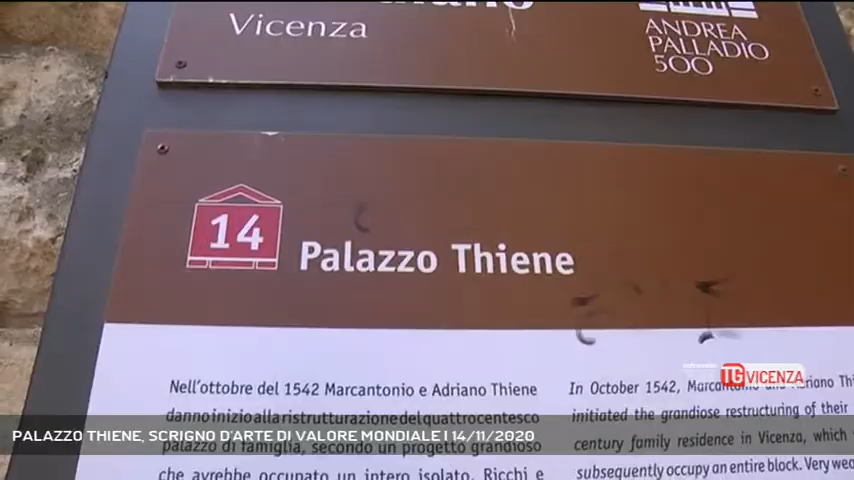 Vicenza
ANDREA
PALLADIO
500
14
Palazzo Thiene
Nell'ottobre del 1542 Marcantonio e Adriano Thiene
danno inizio alla ristrutturazione del quattrocentesco
palazzo di famiglia, secondo un progetto grandioso
che avrebbe occupato un intero isolato. Ricchi e
In October 1542,
initiated the grandiose restructuring of their
century family residence in Vicenza, which
subsequently occupy an entire block. Very
TG VICENZA
PALAZZO THIENE, SCRIGNO D'ARTE DI VALORE MONDIALE | 14/11/2020